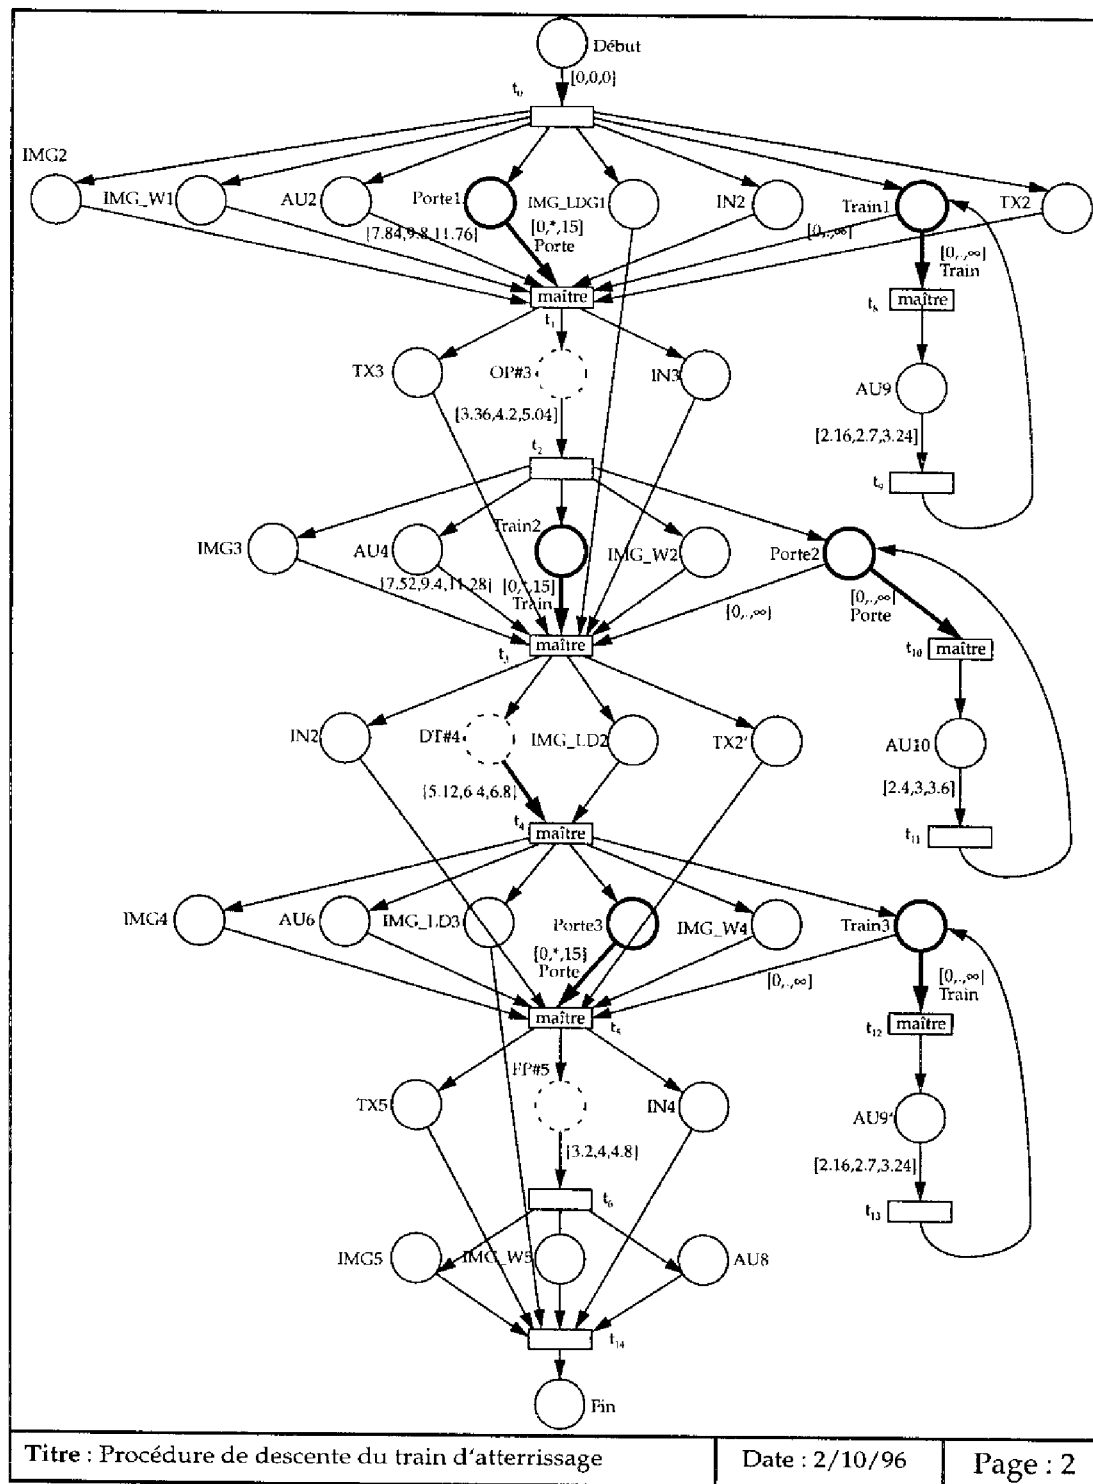 Début
[0,0,0]
t0
IMG2
IMG_W1
AU2
Porte1
IMG_LDG1
IN2
Train1
TX2
[7.84,9.8,11.76]
[0,*,15]
Porte
[0,.,∞]
[0,.,∞]
Train
maître
t1
t8
maître
TX3
OP#3
IN3
AU9
[3.36,4.2,5.04]
[2.16,2.7,3.24]
t2
t9
Train2
IMG3
AU4
IMG_W2
Porte2
[7.52,9.4,11.28]
[0,*,15]
Train
[0,.,∞]
[0,.,∞]
Porte
maître
t3
t10
maître
IN2
DT#4
IMG_LD2
TX2'
AU10
[5.12,6.4,6.8]
[2.4,3,3.6]
t4
maître
t11
IMG4
AU6
IMG_LD3
Porte3
IMG_W4
Train3
[0,*,15]
Porte
[0,.,∞]
[0,.,∞]
Train
maître
t5
t12
maître
FP#5
TX5
IN4
AU9'
[3.2,4,4.8]
[2.16,2.7,3.24]
t6
t13
IMG5
IMG_W5
AU8
t14
Fin
Titre : Procédure de descente du train d'atterrissage
Date : 2/10/96
Page : 2